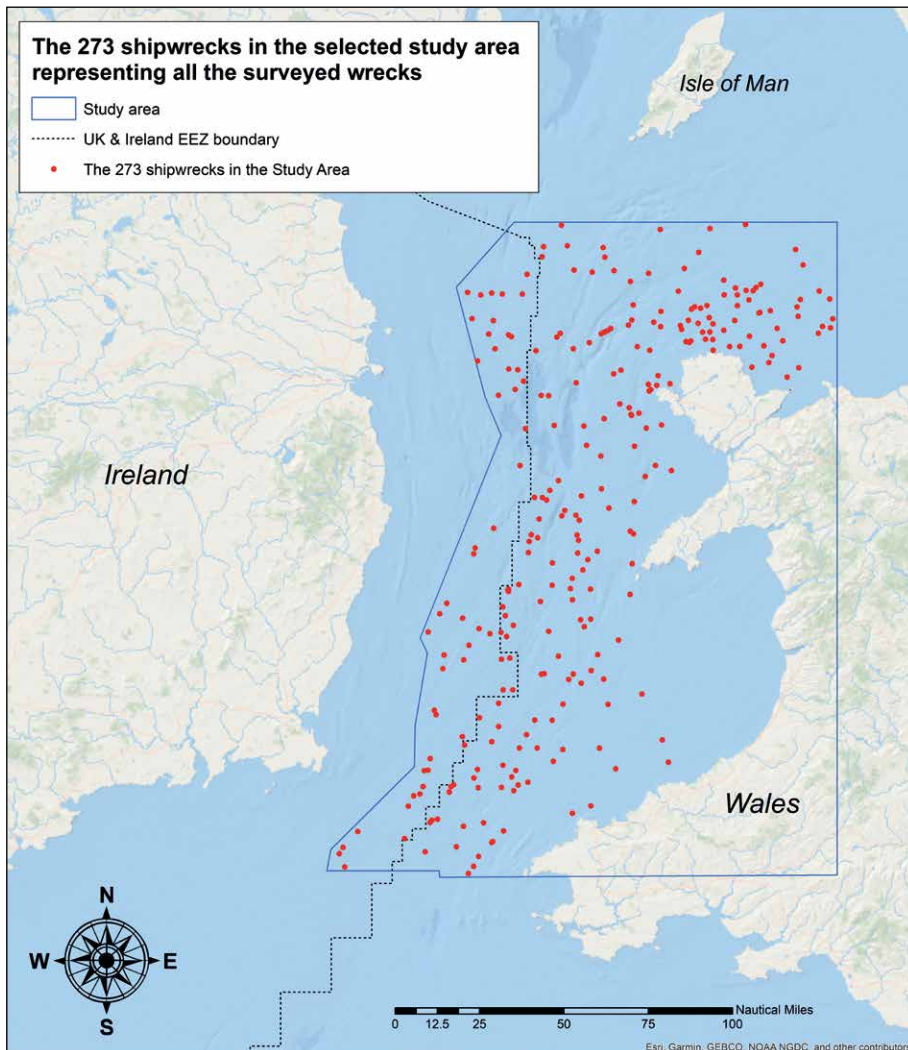 The 273 shipwrecks in the selected study area
representing all the surveyed wrecks
Study area
UK & Ireland EEZ boundary
The 273 shipwrecks in the Study Area
Isle of Man
Ireland
Wales
N
W E
S
Nautical Miles
0 12.5 25 50 75 100
Esri, Garmin, GEBCO, NOAA NGDC, and other contributors